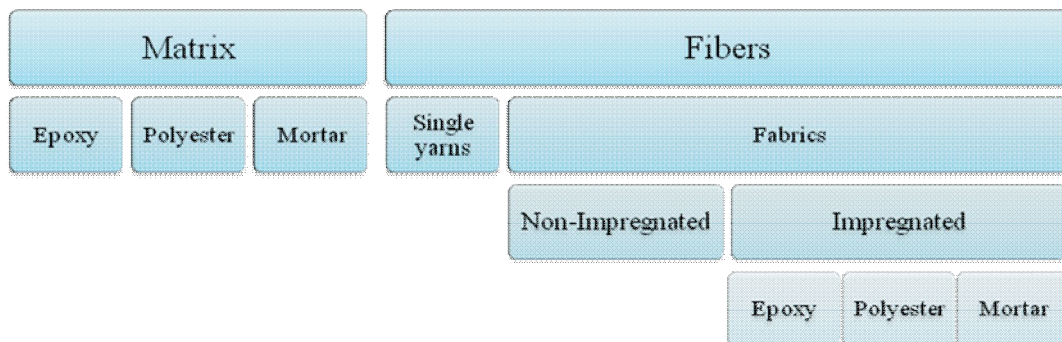 Matrix
Fibers
Epoxy
Polyester
Mortar
Single
yarns
Fabrics
Non-Impregnated
Impregnated
Epoxy
Polyester
Mortar